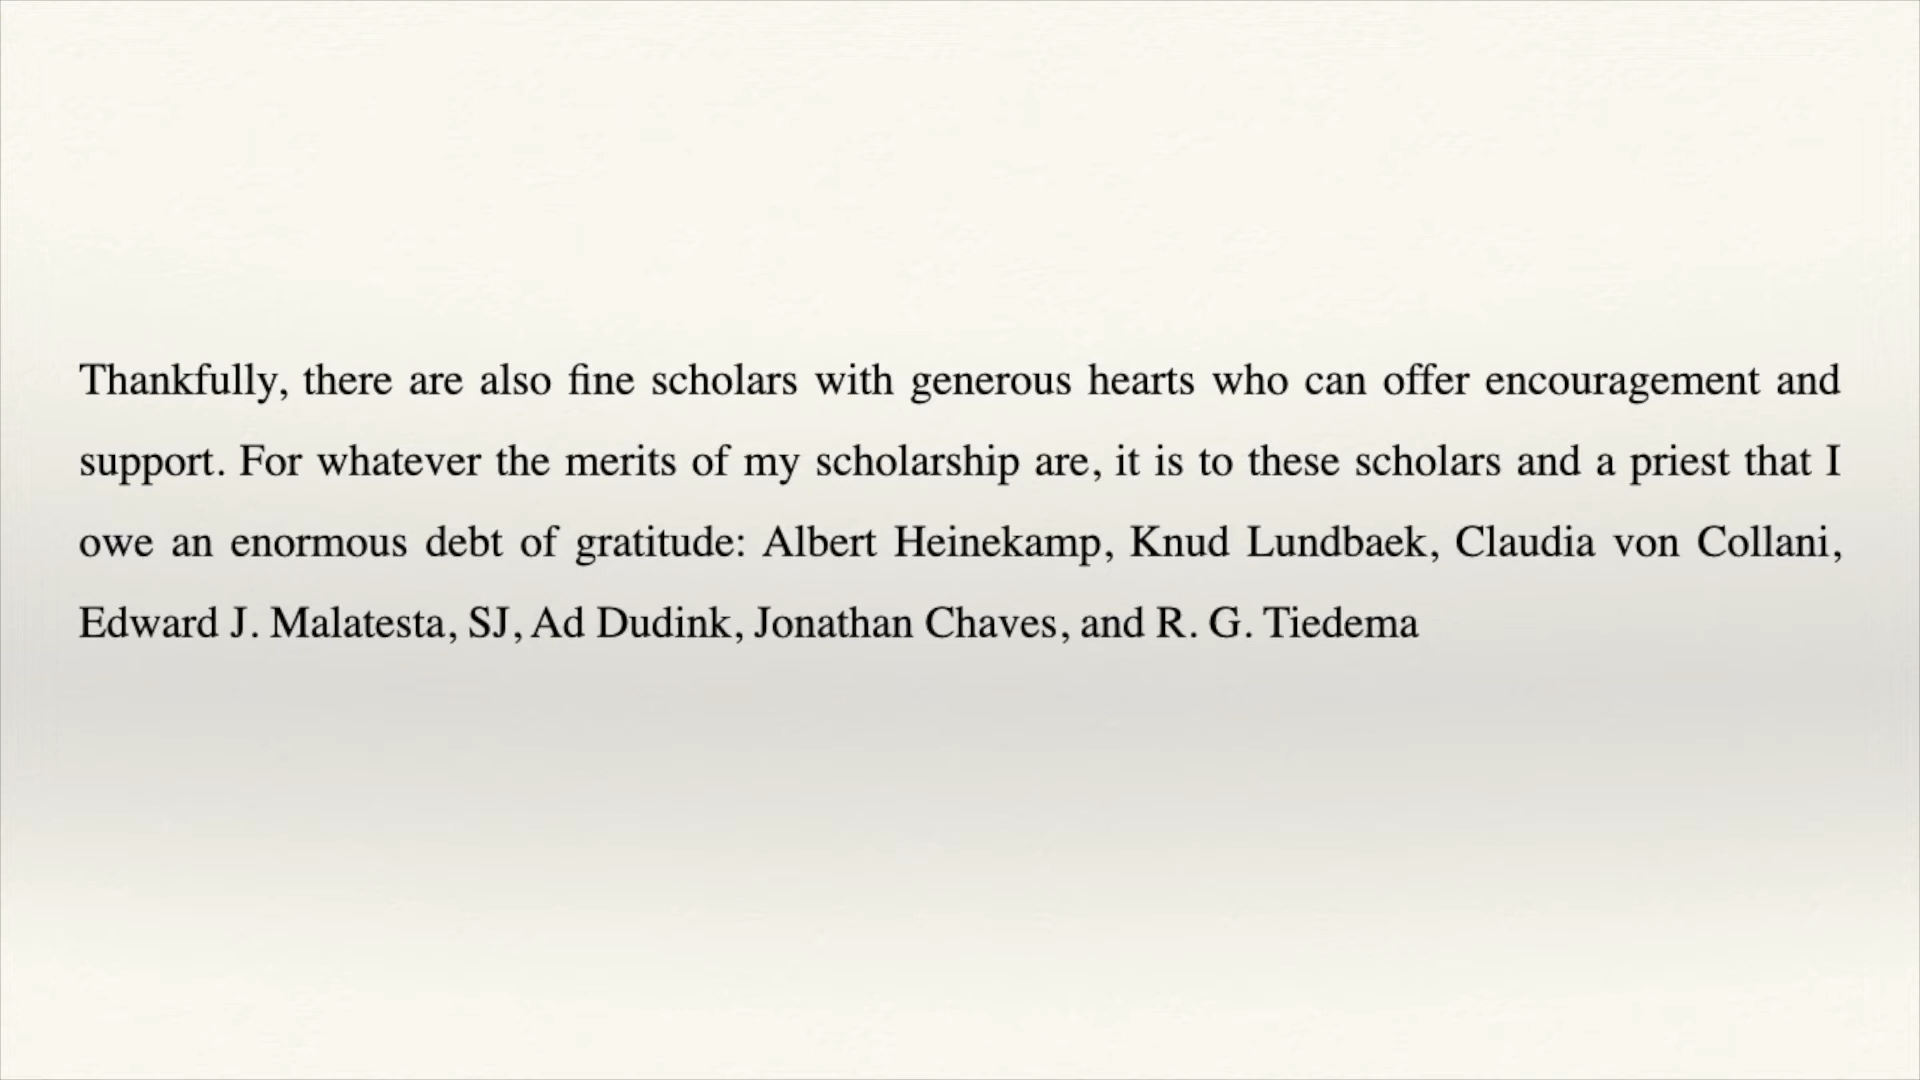 Thankfully, there are also fine scholars with generous hearts who can offer encouragement and
support. For whatever the merits of my scholarship are, it is to these scholars and a priest that I
owe an enormous debt of gratitude: Albert Heinekamp, Knud Lundbaek, Claudia von Collani,
Edward J. Malatesta, SJ, Ad Dudink, Jonathan Chaves, and R. G. Tiedema